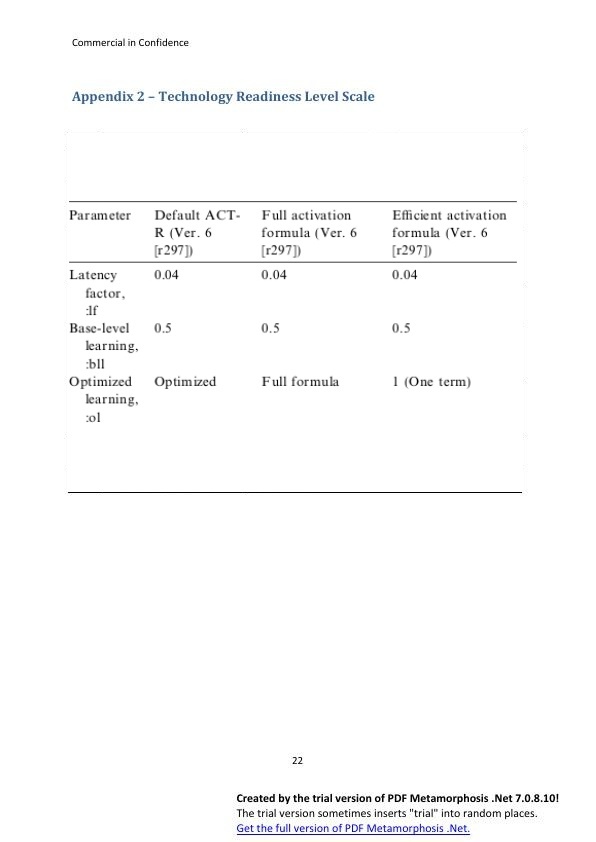 Commercial in Confidence
Appendix 2 – Technology Readiness Level Scale
Parameter Default ACT- Full activation Efficient activation
R (Ver. 6 formula (Ver. 6 formula (Ver. 6
[r297]) [r297]) [r297])
Latency 0.04 0.04 0.04
factor,
:lf
Base-level 0.5 0.5 0.5
learning,
:bll
Optimized Optimized Full formula 1 (One term)
learning,
:ol
22
Created by the trial version of PDF Metamorphosis .Net 7.0.8.10!
The trial version sometimes inserts "trial" into random places.
Get the full version of PDF Metamorphosis .Net.